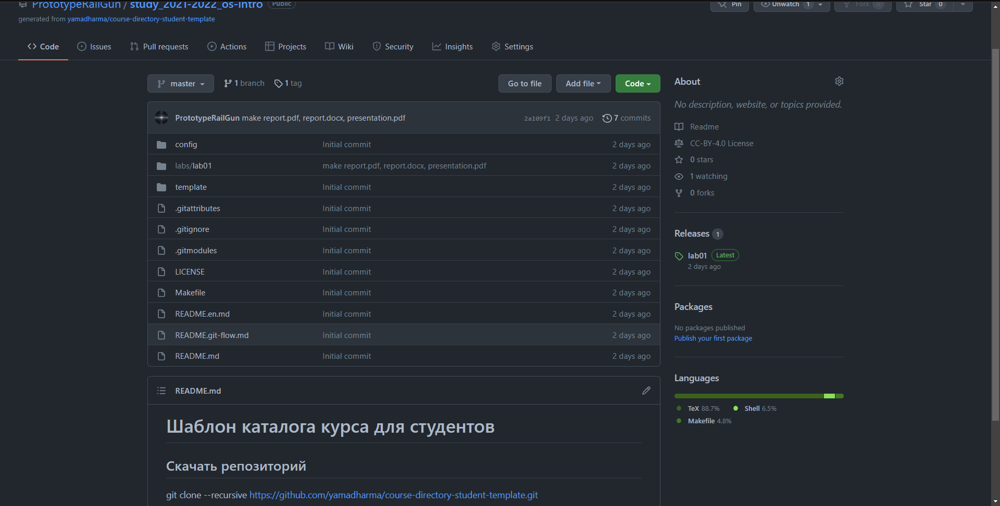 PrototypeRailGun / study_2021-2022_os-intro Public
Pin Unwatch 1 Fork 0 Star 0
generated from yamadharma/course-directory-student-template
Code Issues Pull requests Actions Projects Wiki Security Insights Settings
master 1 branch 1 tag Go to file Add file Code
PrototypeRailGun make report.pdf, report.docx, presentation.pdf 2a109f1 2 days ago 7 commits
config Initial commit 2 days ago
labs/lab01 make report.pdf, report.docx, presentation.pdf 2 days ago
template Initial commit 2 days ago
.gitattributes Initial commit 2 days ago
.gitignore Initial commit 2 days ago
.gitmodules Initial commit 2 days ago
LICENSE Initial commit 2 days ago
Makefile Initial commit 2 days ago
README.en.md Initial commit 2 days ago
README.git-flow.md Initial commit 2 days ago
README.md Initial commit 2 days ago
README.md
Шаблон каталога курса для студентов
Скачать репозиторий
git clone --recursive https://github.com/yamadharma/course-directory-student-template.git
About
No description, website, or topics provided.
Readme
CC-BY-4.0 License
0 stars
1 watching
0 forks
Releases 1
lab01 Latest
2 days ago
Packages
No packages published
Publish your first package
Languages
TeX 88.7% Shell 6.5%
Makefile 4.8%